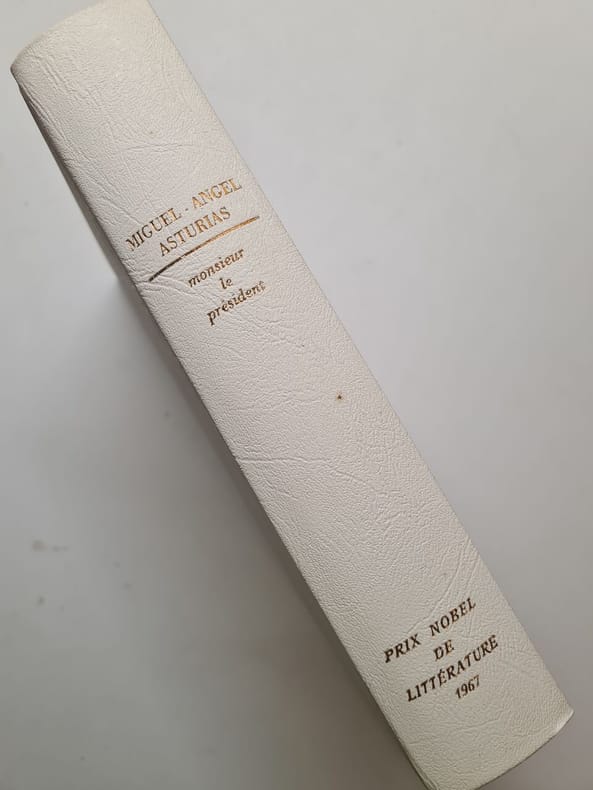 MIGUEL - ANGEL
ASTURIAS
monsieur
le
président
PRIX NOBEL
DE
LITTÉRATURE
1967